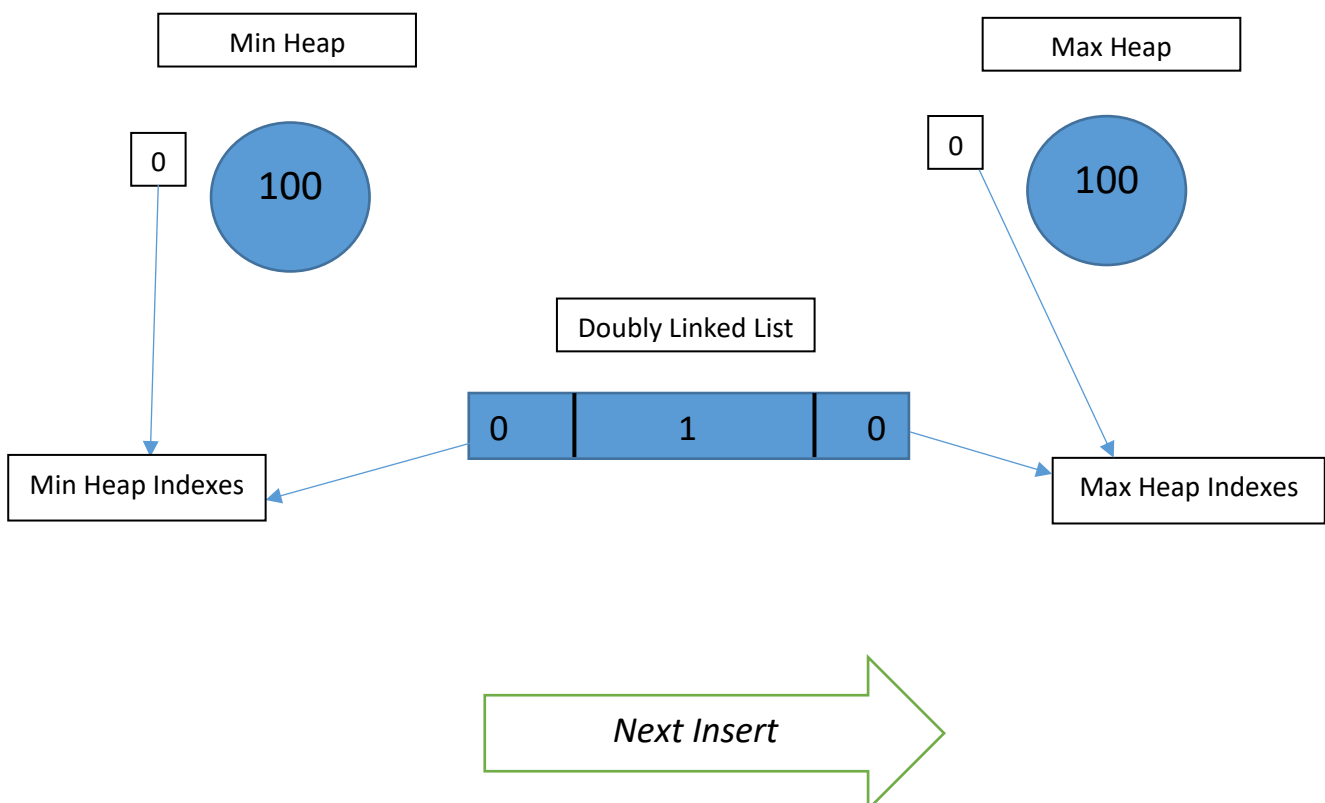 Min Heap
Max Heap
0
100
0
100
Doubly Linked List
0 1 0
Min Heap Indexes
Max Heap Indexes
Next Insert